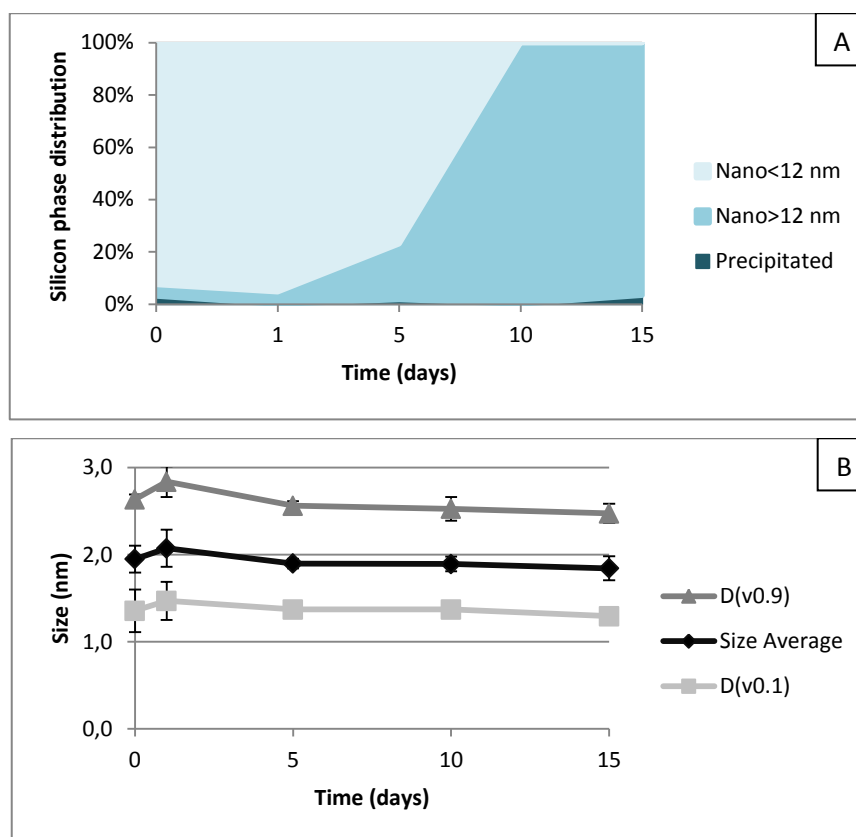 A
100%
80%
60%
40%
20%
0%
Silicon phase distribution
0 1 5 10 15
Time (days)
Nano<12 nm
Nano>12 nm
Precipitated
B
3,0
2,0
1,0
0,0
Size (nm)
0 5 10 15
Time (days)
D(v0.9)
Size Average
D(v0.1)